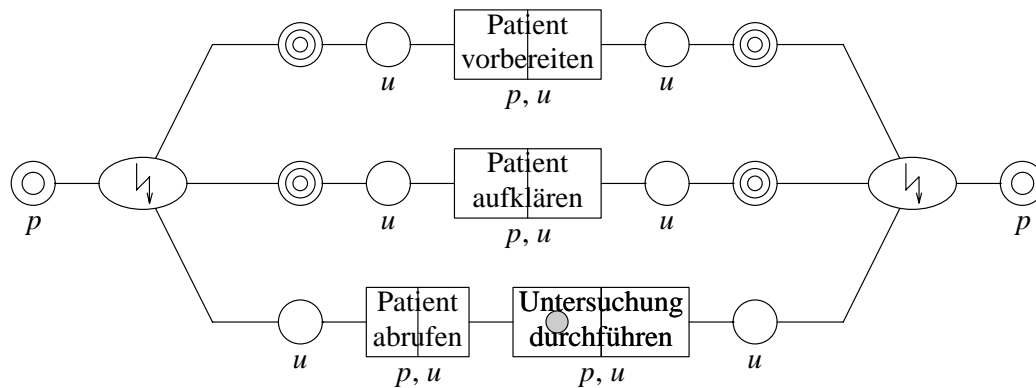 Patient
vorbereiten
u
u
p, u
Patient
aufklären
p
u
u
p
p, u
Patient
abrufen
Untersuchung
durchführen
u
u
p, u
p, u